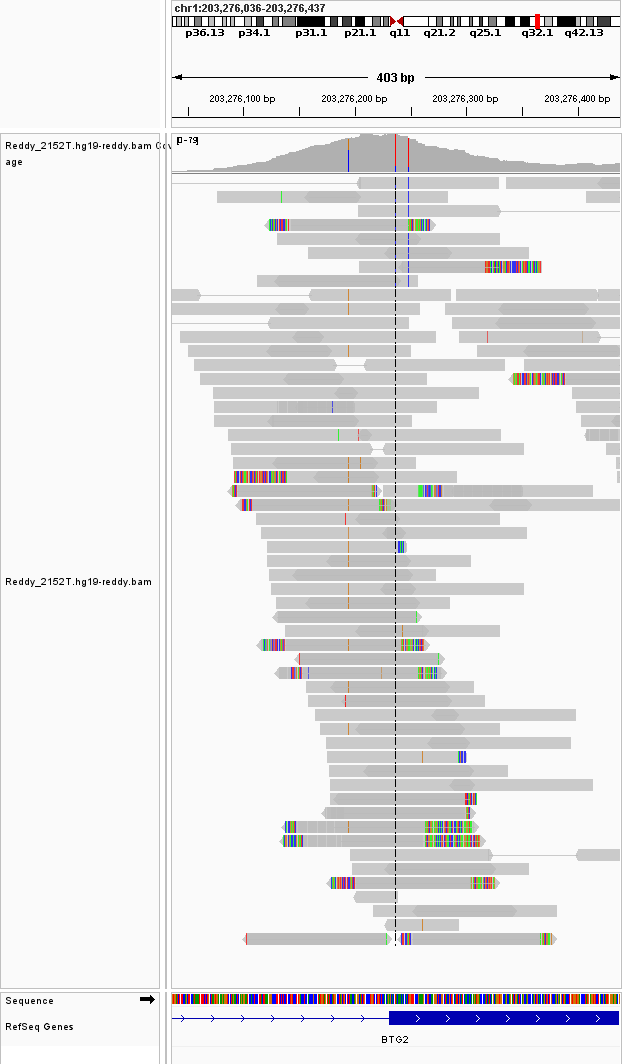 chr1:203,276,036-203,276,437
p36.13 p34.1 p31.1 p21.1 q11 q21.2 q25.1 q32.1 q42.13
403 bp
203,276,100 bp 203,276,200 bp 203,276,300 bp 203,276,400 bp
Reddy_2152T.hg19-reddy.bam Cov
age
[0-79]
Reddy_2152T.hg19-reddy.bam
Sequence
RefSeq Genes
BTG2